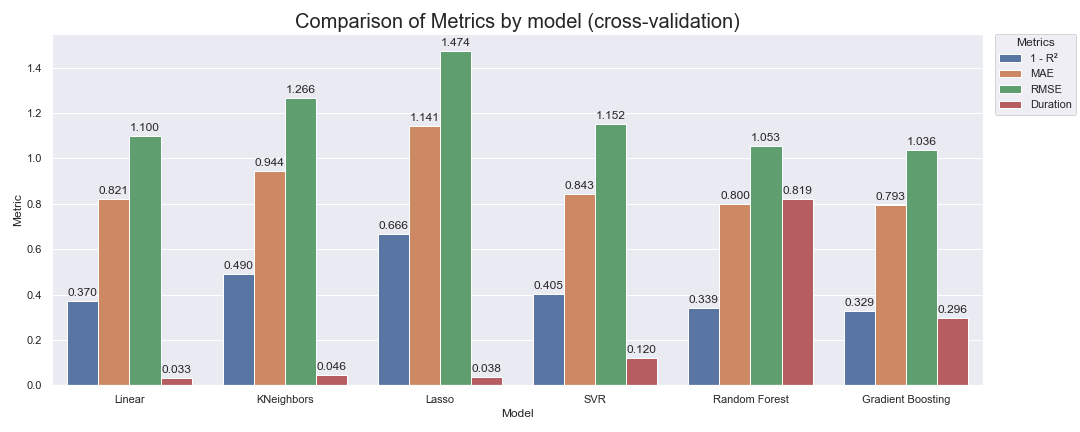 Comparison of Metrics by model (cross-validation)
Metrics
1 - R²
MAE
RMSE
Duration
Metric
1.4
1.2
1.0
0.8
0.6
0.4
0.2
0.0
0.370
0.821
1.100
0.033
0.490
0.944
1.266
0.046
0.666
1.141
1.474
0.038
0.405
0.843
1.152
0.120
0.339
0.800
1.053
0.819
0.329
0.793
1.036
0.296
Linear
KNeighbors
Lasso
SVR
Random Forest
Gradient Boosting
Model